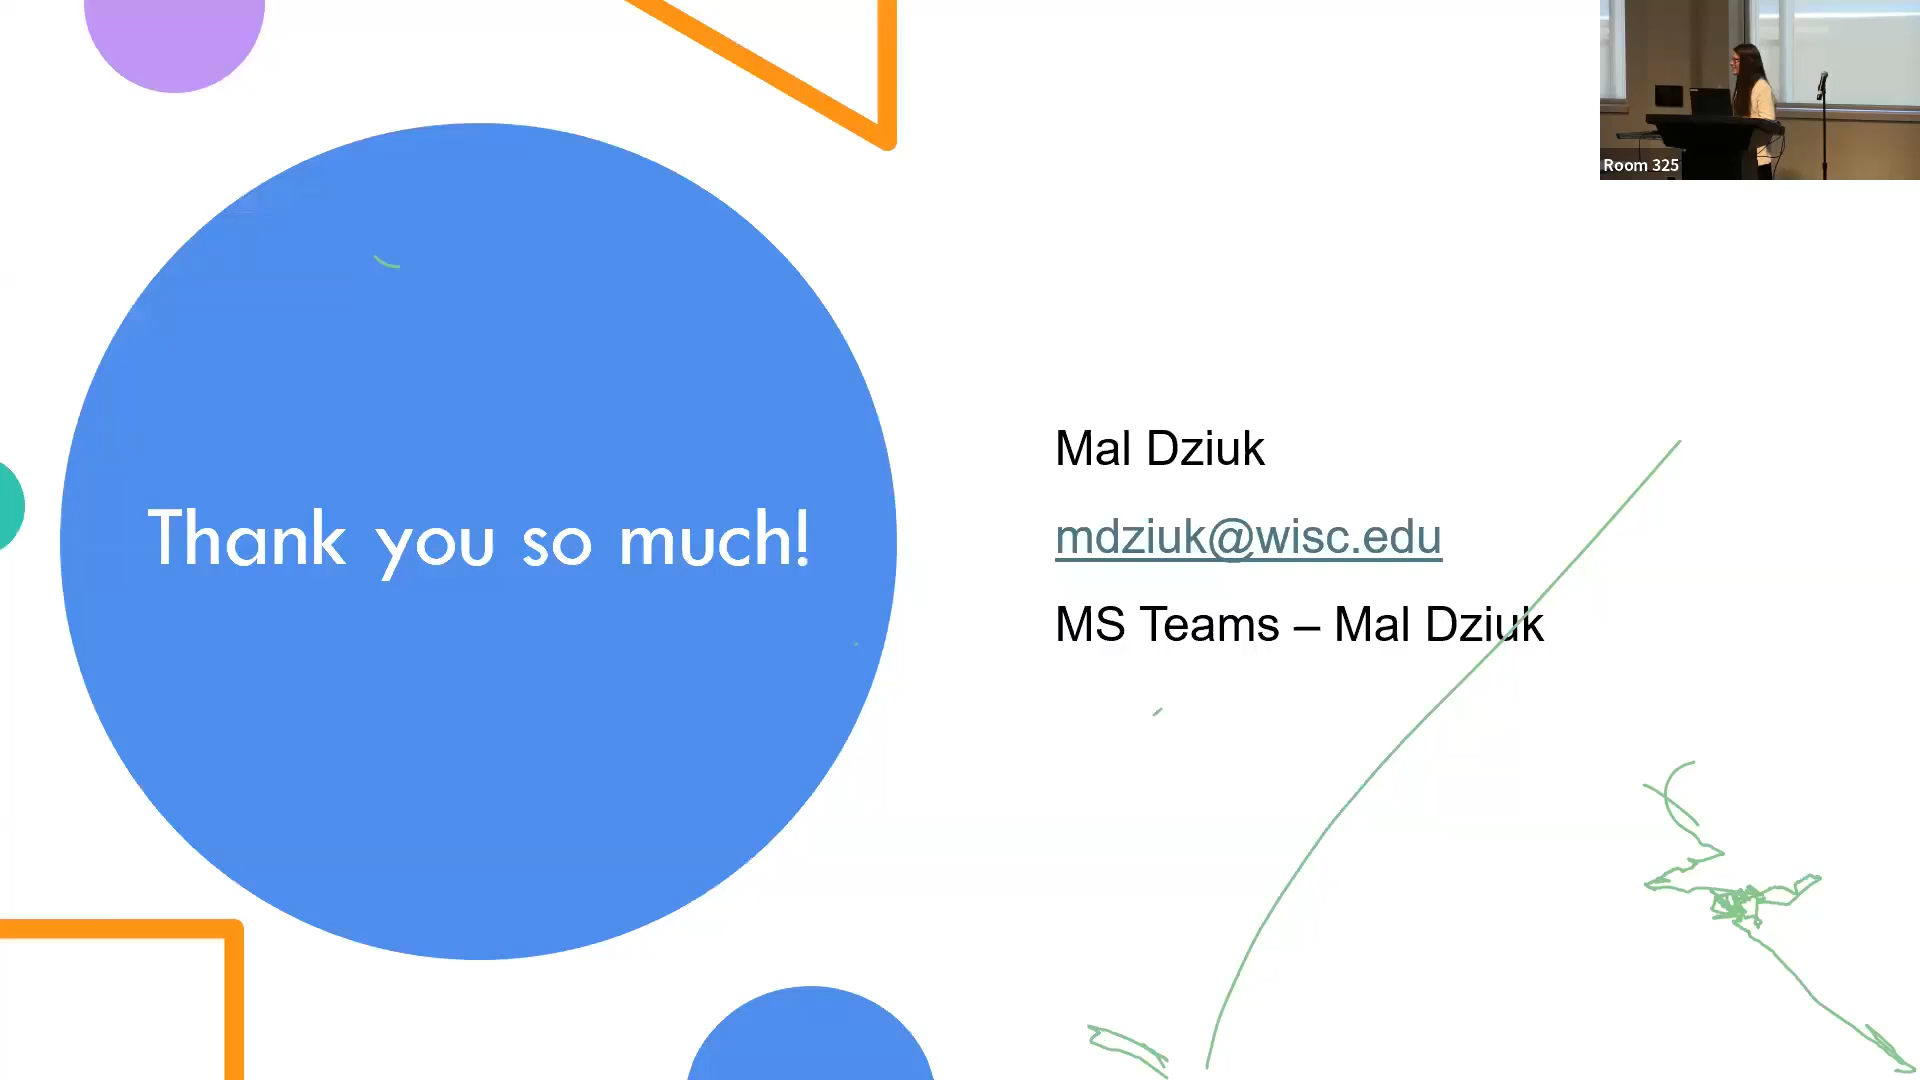 Thank you so much!
Mal Dziuk
mdziuk@wisc.edu
MS Teams – Mal Dziuk
Room 325